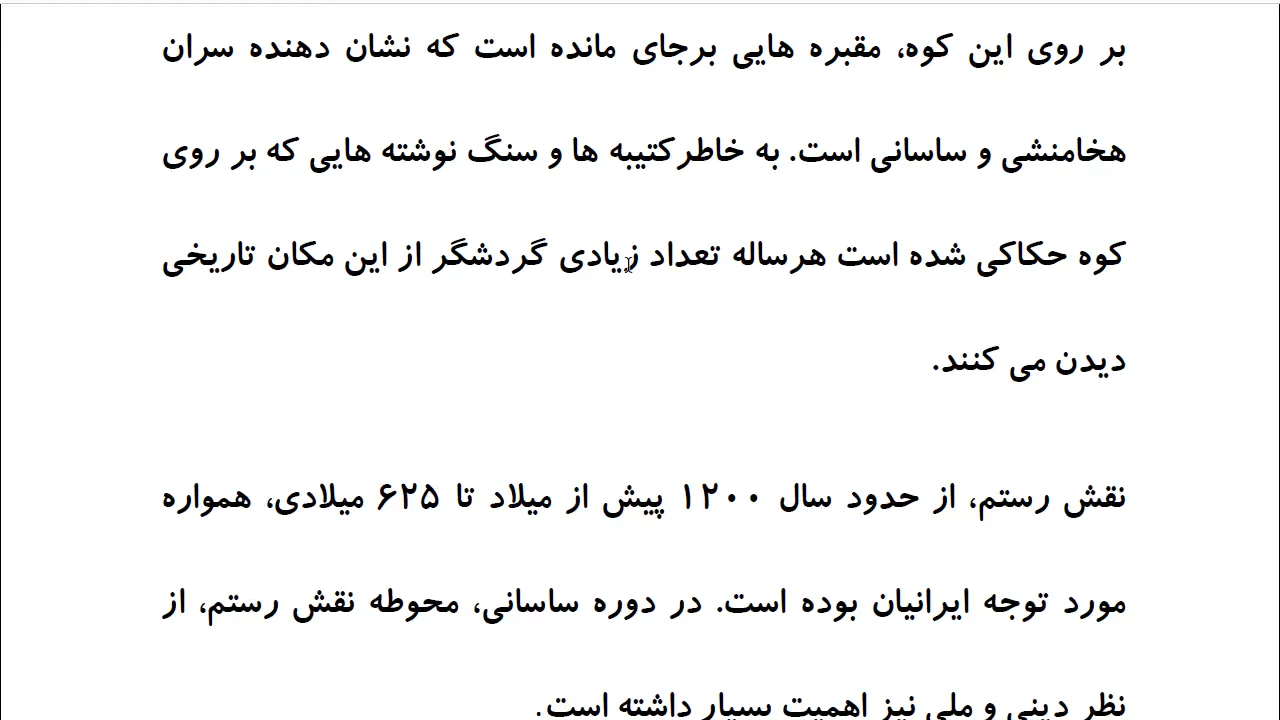 بر روی این کوه، مقبره هایی برجای مانده است که نشان دهنده سران
هخامنشی و ساسانی است. به خاطرکتیبه ها و سنگ نوشته هایی که بر روی
کوه حکاکی شده است هرساله تعداد زیادی گردشگر از این مکان تاریخی
دیدن می کنند.
نقش رستم، از حدود سال ۱۲۰۰ پیش از میلاد تا ۶۲۵ میلادی، همواره
مورد توجه ایرانیان بوده است. در دوره ساسانی، محوطه نقش رستم، از
نظر دینی و ملی نیز اهمیت بسیار داشته است.